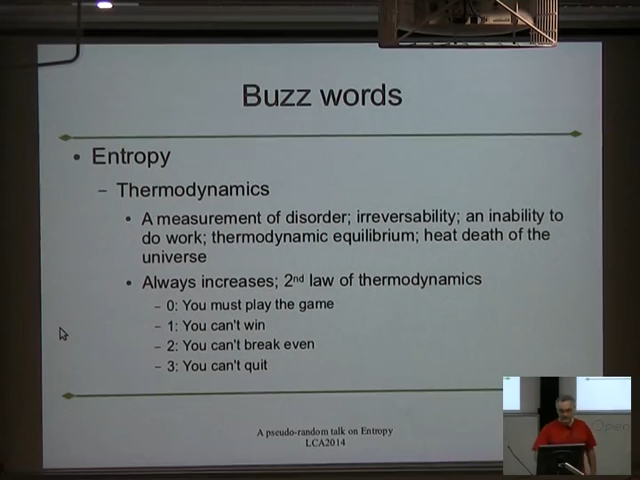 Buzz words
• Entropy
– Thermodynamics
• A measurement of disorder; irreversability; an inability to
do work; thermodynamic equilibrium; heat death of the
universe
• Always increases; 2nd law of thermodynamics
– 0: You must play the game
– 1: You can't win
– 2: You can't break even
– 3: You can't quit
A pseudo-random talk on Entropy
LCA2014
Open